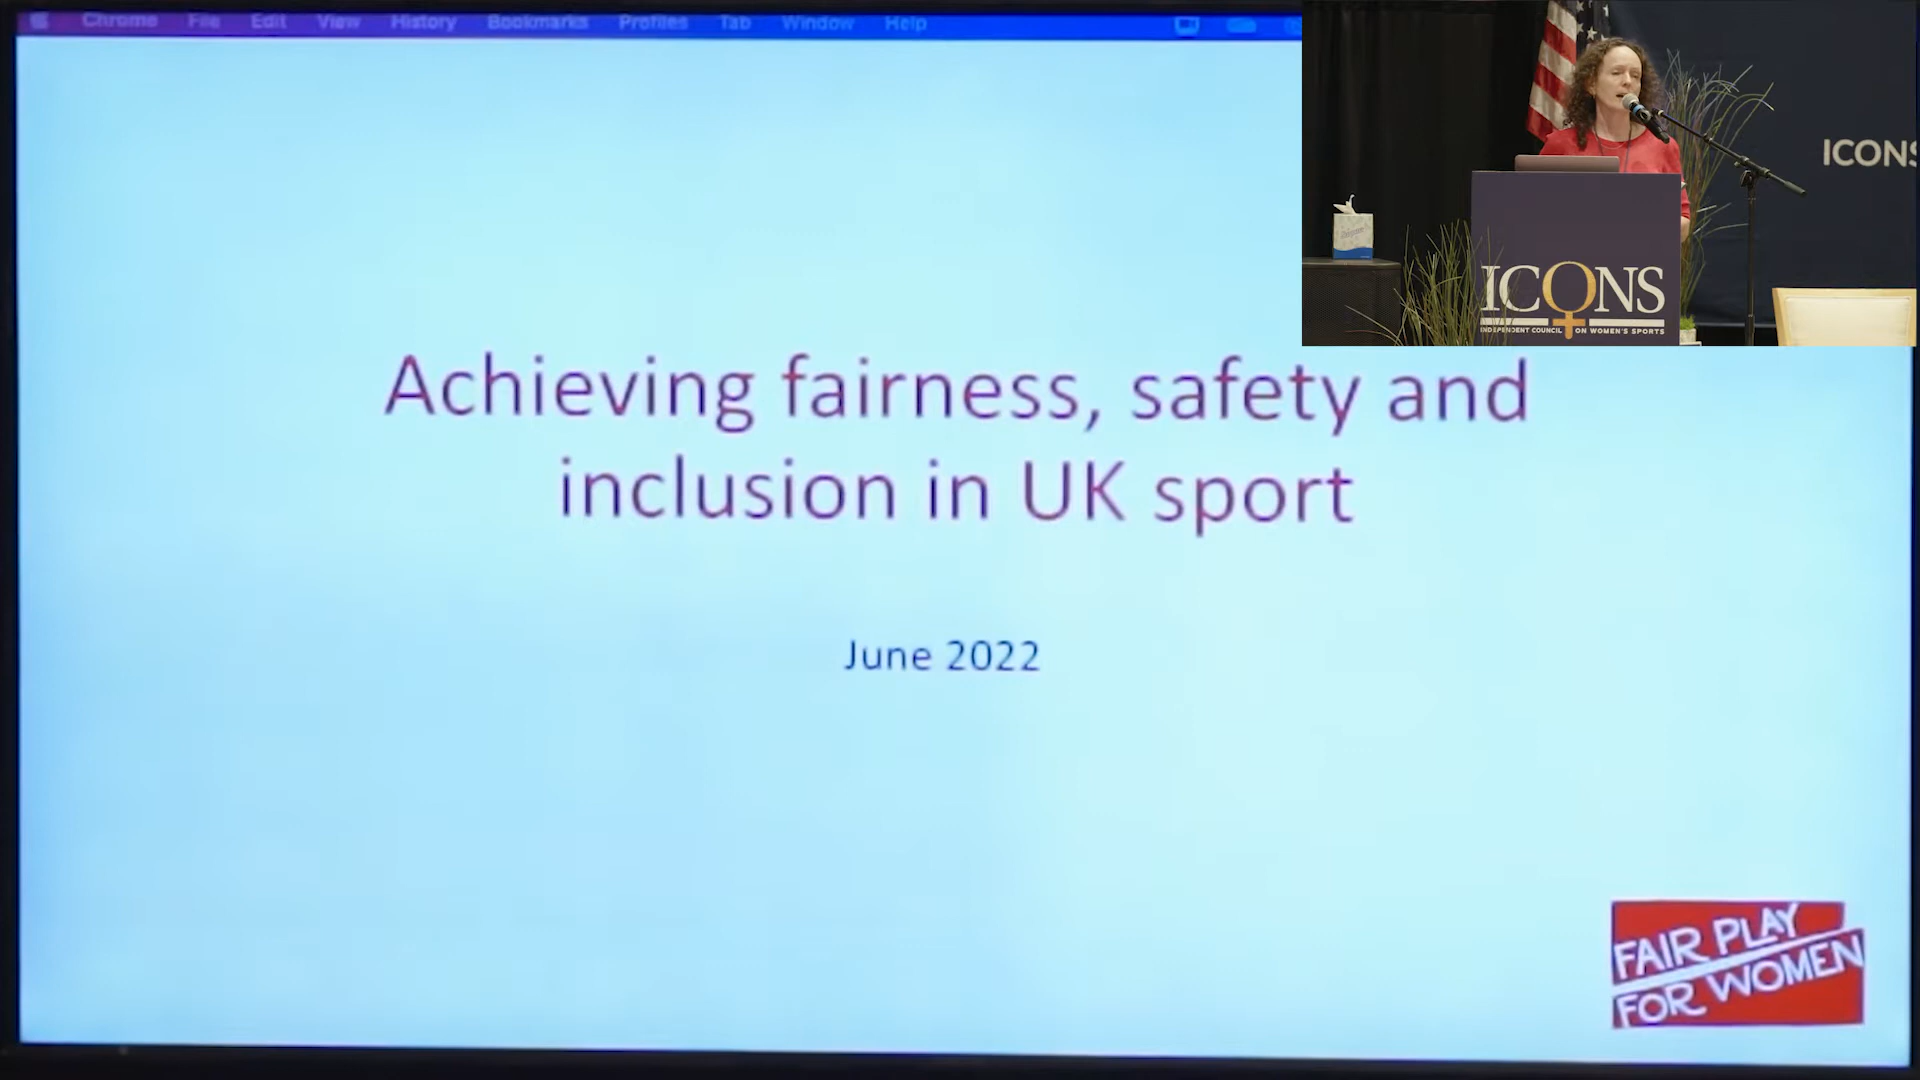 Chrome File Edit View History Bookmarks Profiles Tab Window Help
ICONS
ICONS
INDEPENDENT COUNCIL ON WOMEN'S SPORTS
Achieving fairness, safety and
inclusion in UK sport
June 2022
FAIR PLAY
FOR WOMEN